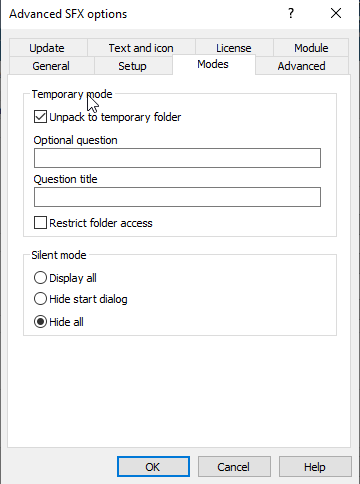 Advanced SFX options
?
Update Text and icon License Module
General Setup Modes Advanced
Temporary mode
Unpack to temporary folder
Optional question
Question title
Restrict folder access
Silent mode
Display all
Hide start dialog
Hide all
OK Cancel Help